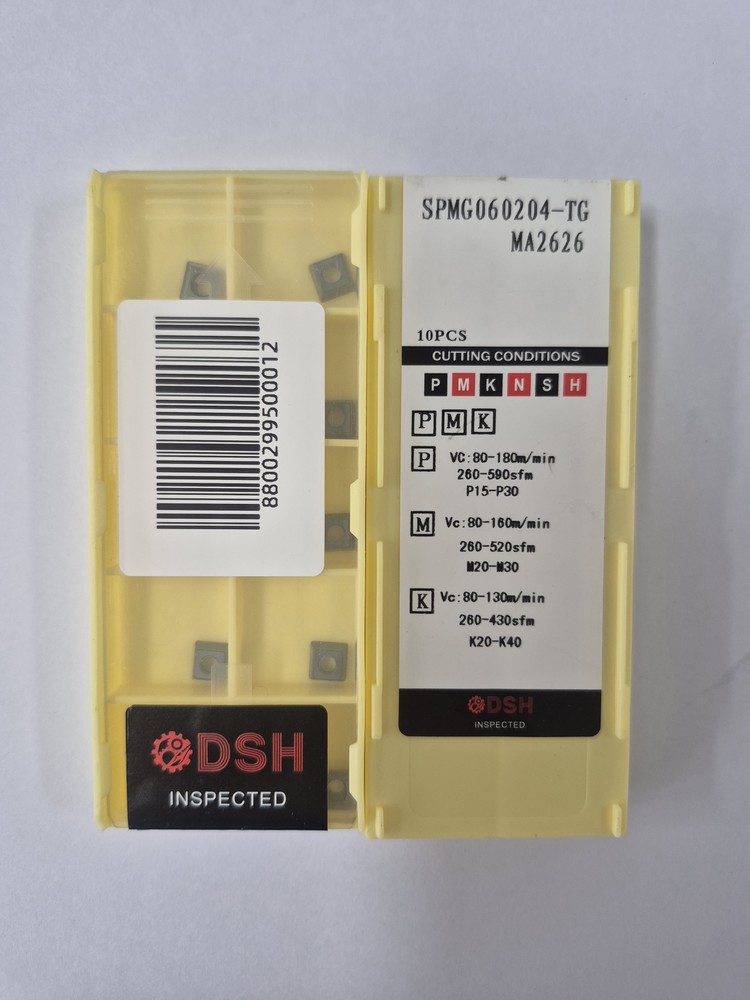 8800299500012
DSH
INSPECTED
SPMG060204-TG
MA2626
10PCS
CUTTING CONDITIONS
P M K N S H
P M K
P VC:80-180m/min
260-590sfm
P15-P30
M Vc:80-160m/min
260-520sfm
M20-M30
K Vc:80-130m/min
260-430sfm
K20-K40
DSH
INSPECTED